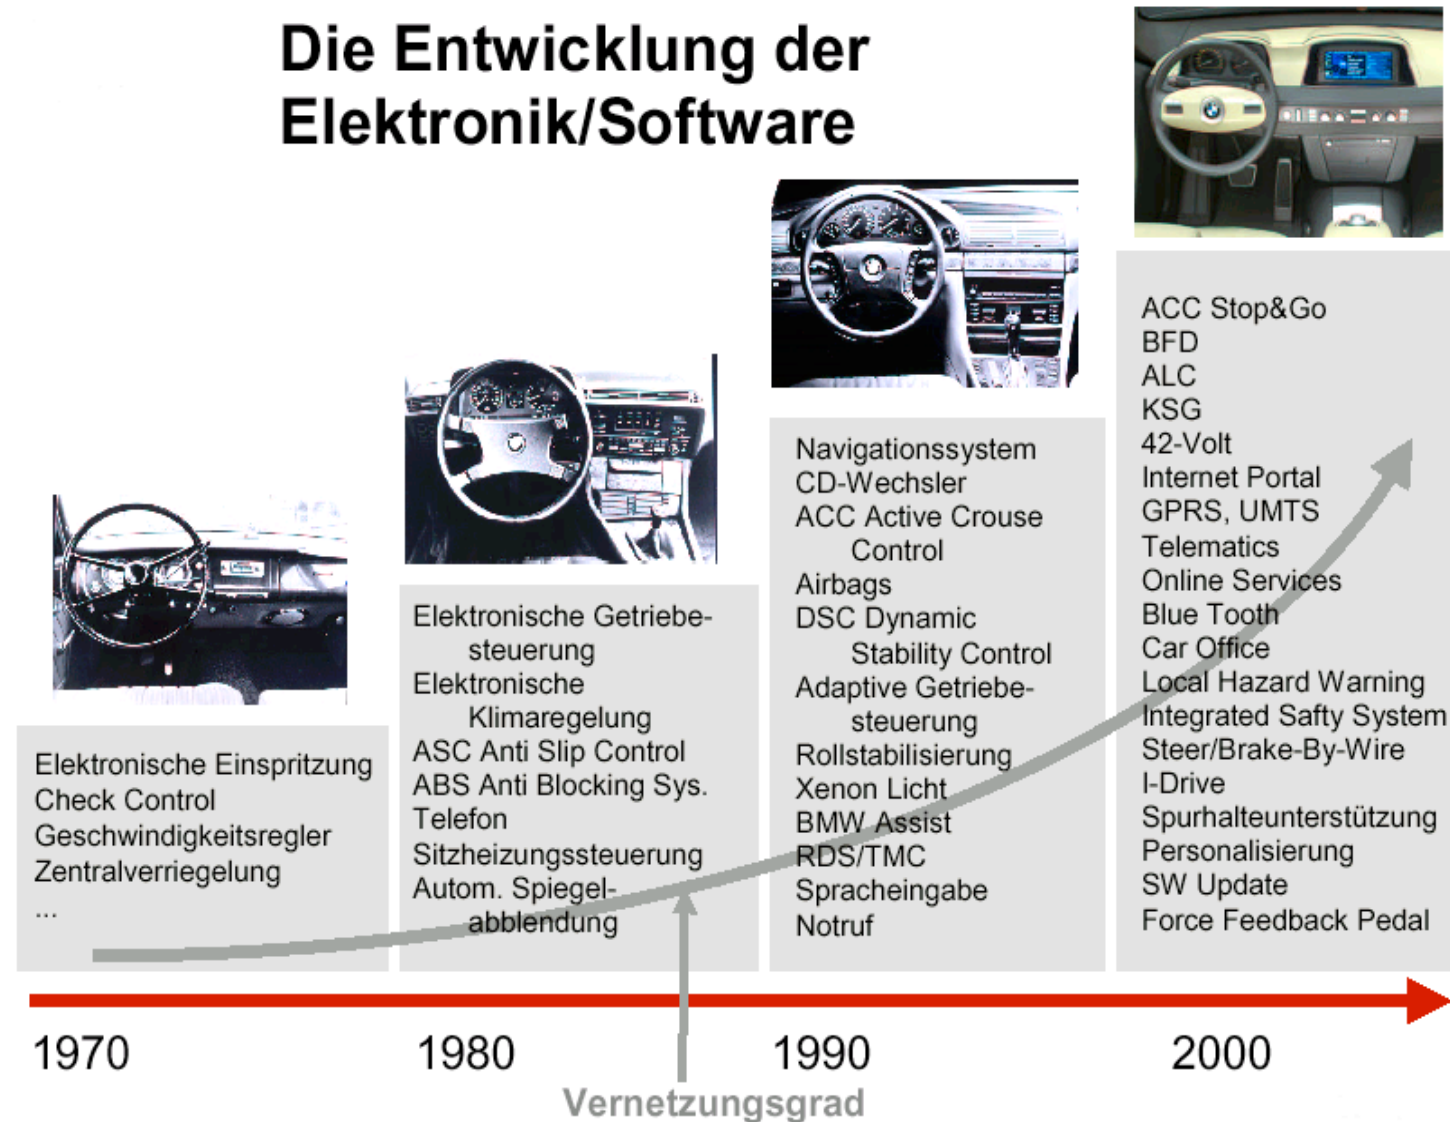 Die Entwicklung der
Elektronik/Software
Elektronische Einspritzung
Check Control
Geschwindigkeitsregler
Zentralverriegelung
...
Elektronische Getriebe-
steuerung
Elektronische
Klimaregelung
ASC Anti Slip Control
ABS Anti Blocking Sys.
Telefon
Sitzheizungssteuerung
Autom. Spiegel-
abblendung
Navigationssystem
CD-Wechsler
ACC Active Crouse
Control
Airbags
DSC Dynamic
Stability Control
Adaptive Getriebe-
steuerung
Rollstabilisierung
Xenon Licht
BMW Assist
RDS/TMC
Spracheingabe
Notruf
ACC Stop&Go
BFD
ALC
KSG
42-Volt
Internet Portal
GPRS, UMTS
Telematics
Online Services
Blue Tooth
Car Office
Local Hazard Warning
Integrated Safty System
Steer/Brake-By-Wire
I-Drive
Spurhalteunterstützung
Personalisierung
SW Update
Force Feedback Pedal
1970
1980
1990
2000
Vernetzungsgrad